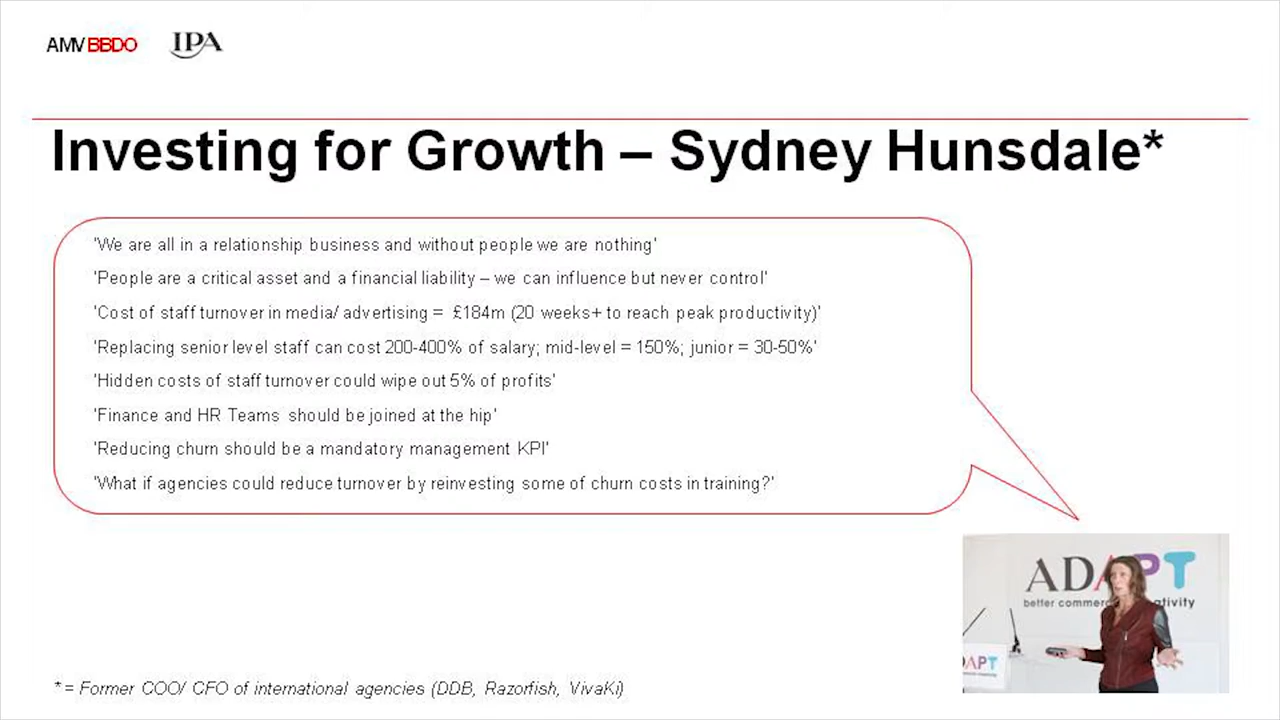 AMV BBDO IPA
Investing for Growth – Sydney Hunsdale*
'We are all in a relationship business and without people we are nothing'
'People are a critical asset and a financial liability – we can influence but never control'
'Cost of staff turnover in media/ advertising = £184m (20 weeks+ to reach peak productivity)'
'Replacing senior level staff can cost 200-400% of salary; mid-level = 150%; junior = 30-50%'
'Hidden costs of staff turnover could wipe out 5% of profits'
'Finance and HR Teams should be joined at the hip'
'Reducing churn should be a mandatory management KPI'
'What if agencies could reduce turnover by reinvesting some of churn costs in training?'
ADAPT
better
* = Former COO/ CFO of international agencies (DDB, Razorfish, VivaKi)